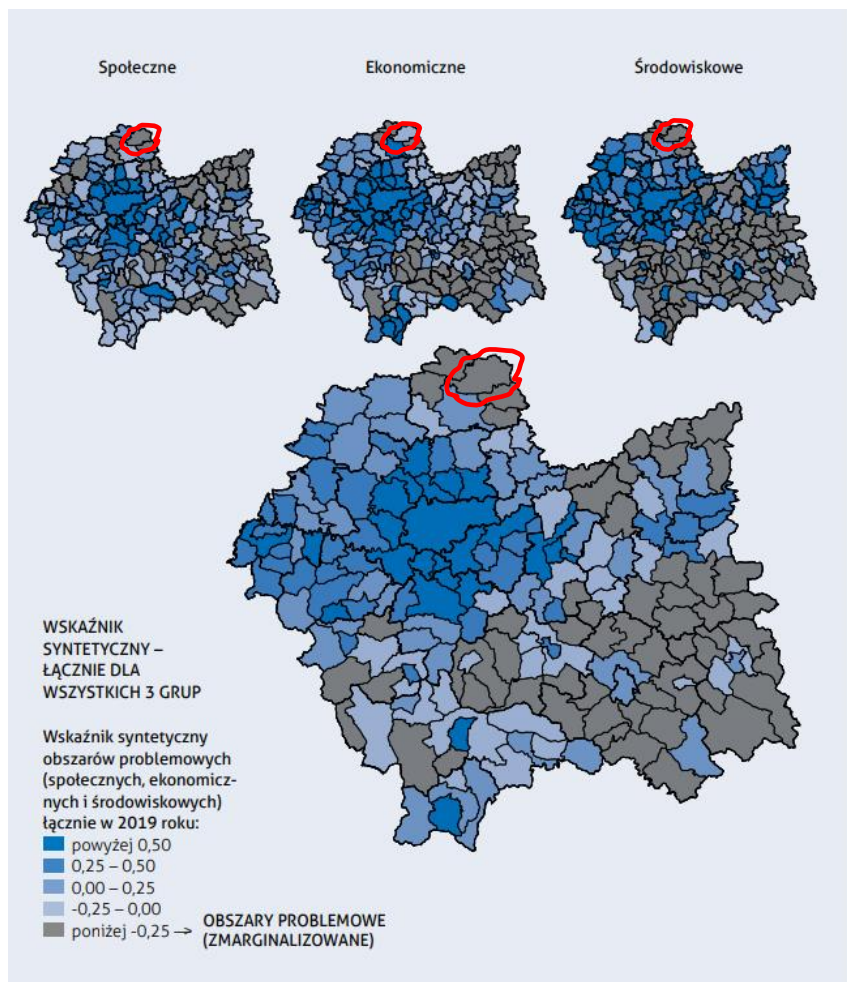 Społeczne
Ekonomiczne
Środowiskowe
WSKAŹNIK
SYNTETYCZNY –
ŁĄCZNIE DLA
WSZYSTKICH 3 GRUP
Wskaźnik syntetyczny
obszarów problemowych
(społecznych, ekonomicz-
nych i środowiskowych)
łącznie w 2019 roku:
powyżej 0,50
0,25 – 0,50
0,00 – 0,25
-0,25 – 0,00
poniżej -0,25 → OBSZARY PROBLEMOWE
(ZMARGINALIZOWANE)